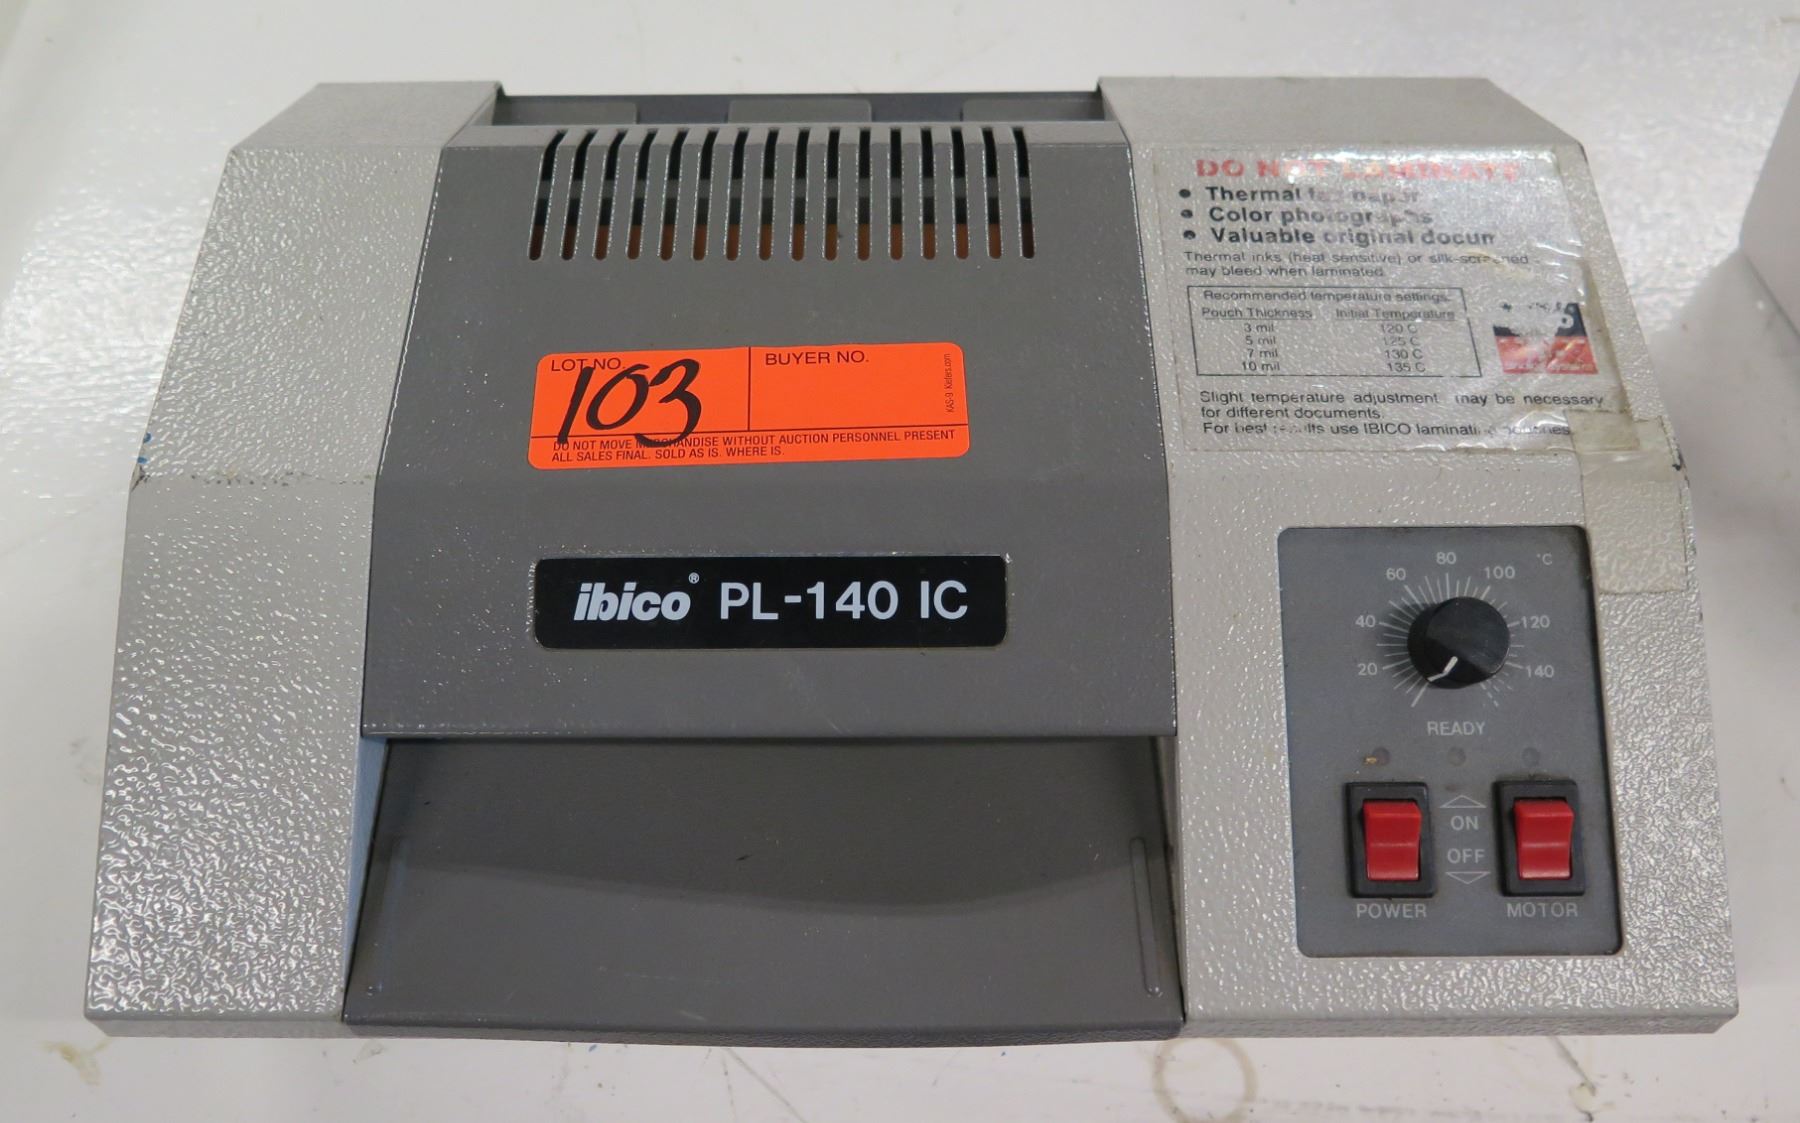 DO NOT LAMINATE
• Thermal fax paper
• Color photographs
• Valuable original docum
Thermal inks (heat sensitive) or silk-screened
may bleed when laminated.
Recommended temperature settings.
Pouch Thickness Initial Temperature
3 mil 120 C
5 mil 125 C
7 mil 130 C
10 mil 135 C
Slight temperature adjustment may be necessary
for different documents.
For best results use IBICO laminating pouches
LOT NO. 103
BUYER NO.
KAS-9 Kiefers.com
DO NOT MOVE MERCHANDISE WITHOUT AUCTION PERSONNEL PRESENT
ALL SALES FINAL. SOLD AS IS. WHERE IS.
ibico® PL-140 IC
20 40 60 80 100 120 140 °C
READY
ON
OFF
POWER MOTOR